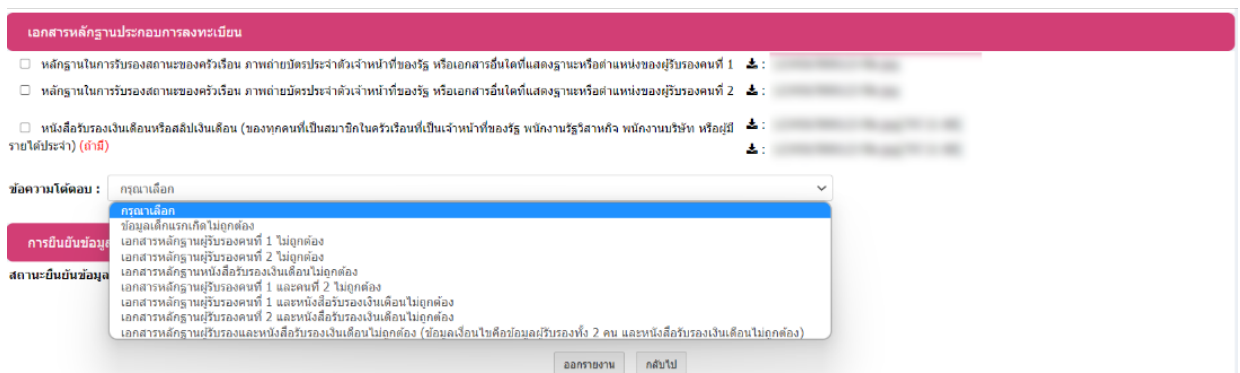 เอกสารหลักฐานประกอบการลงทะเบียน
หลักฐานในการรับรองสถานะของครัวเรือน ภาพถ่ายบัตรประจำตัวเจ้าหน้าที่ของรัฐ หรือเอกสารอื่นใดที่แสดงฐานะหรือตำแหน่งของผู้รับรองคนที่ 1 :
หลักฐานในการรับรองสถานะของครัวเรือน ภาพถ่ายบัตรประจำตัวเจ้าหน้าที่ของรัฐ หรือเอกสารอื่นใดที่แสดงฐานะหรือตำแหน่งของผู้รับรองคนที่ 2 :
หนังสือรับรองเงินเดือนหรือสลิปเงินเดือน (ของทุกคนที่เป็นสมาชิกในครัวเรือนที่เป็นเจ้าหน้าที่ของรัฐ พนักงานรัฐวิสาหกิจ พนักงานบริษัท หรือผู้มี :
รายได้ประจำ) (ถ้ามี) :
ข้อความโต้ตอบ : กรุณาเลือก
กรุณาเลือก
ข้อมูลเด็กแรกเกิดไม่ถูกต้อง
เอกสารหลักฐานผู้รับรองคนที่ 1 ไม่ถูกต้อง
เอกสารหลักฐานผู้รับรองคนที่ 2 ไม่ถูกต้อง
เอกสารหลักฐานหนังสือรับรองเงินเดือนไม่ถูกต้อง
เอกสารหลักฐานผู้รับรองคนที่ 1 และคนที่ 2 ไม่ถูกต้อง
เอกสารหลักฐานผู้รับรองคนที่ 1 และหนังสือรับรองเงินเดือนไม่ถูกต้อง
เอกสารหลักฐานผู้รับรองคนที่ 2 และหนังสือรับรองเงินเดือนไม่ถูกต้อง
เอกสารหลักฐานผู้รับรองและหนังสือรับรองเงินเดือนไม่ถูกต้อง (ข้อมูลเงื่อนไขคือข้อมูลผู้รับรองทั้ง 2 คน และหนังสือรับรองเงินเดือนไม่ถูกต้อง)
การยืนยันข้อมูล
สถานะยืนยันข้อมูล
ออกรายงาน กลับไป